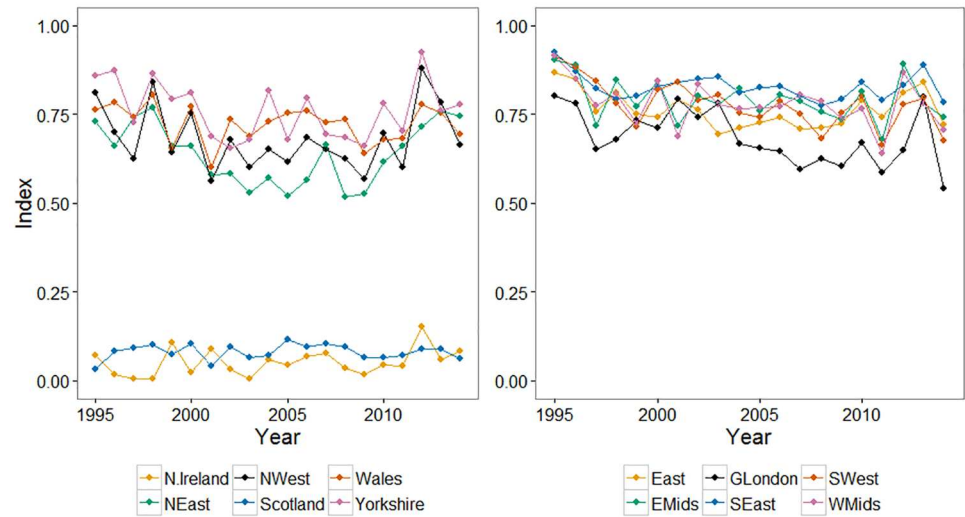 1.00
0.75
0.50
0.25
0.00
Index
1995 2000 2005 2010
Year
N.Ireland NWest Wales
NEast Scotland Yorkshire
1.00
0.75
0.50
0.25
0.00
1995 2000 2005 2010
Year
East GLondon SWest
EMids SEast WMids